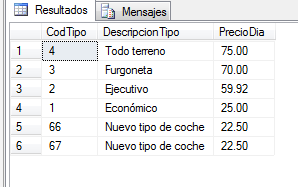 Resultados Mensajes
CodTipo DescripcionTipo PrecioDia
1 4 Todo terreno 75.00
2 3 Furgoneta 70.00
3 2 Ejecutivo 59.92
4 1 Económico 25.00
5 66 Nuevo tipo de coche 22.50
6 67 Nuevo tipo de coche 22.50